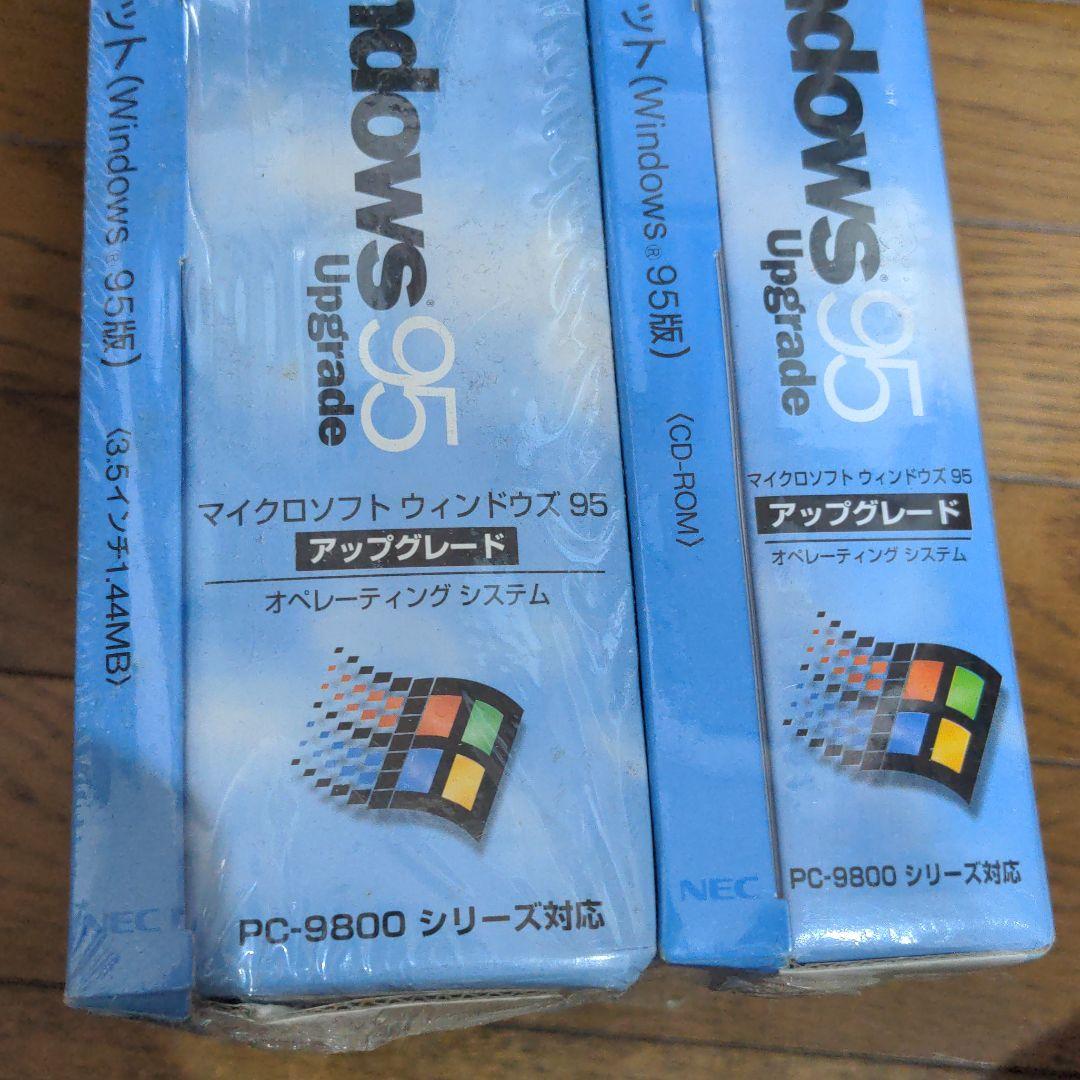 ット(Windows®95版) 〈3.5インチ1.44MB〉
NEC
ndows®95
Upgrade
マイクロソフト ウィンドウズ 95
アップグレード
オペレーティング システム
PC-9800 シリーズ対応
ット(Windows®95版) 〈CD-ROM〉
NEC
ndows®95
Upgrade
マイクロソフト ウィンドウズ 95
アップグレード
オペレーティング システム
PC-9800 シリーズ対応